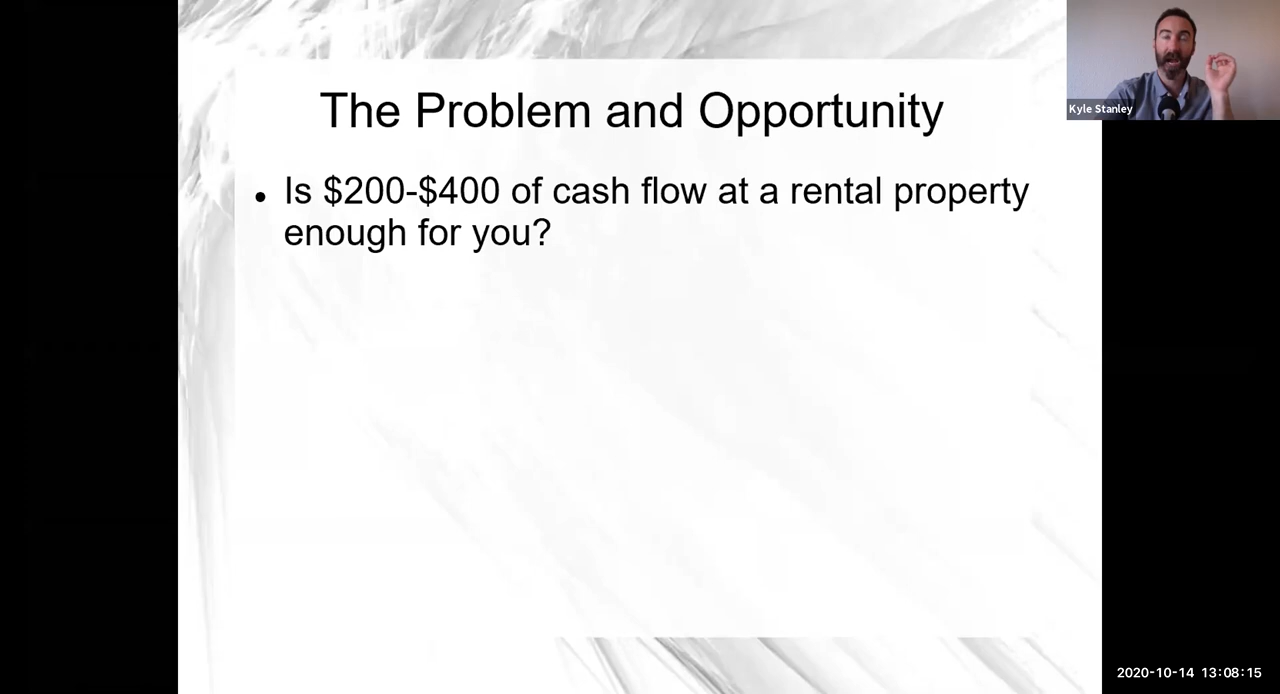 The Problem and Opportunity
• Is $200-$400 of cash flow at a rental property
enough for you?
Kyle Stanley
2020-10-14 13:08:15